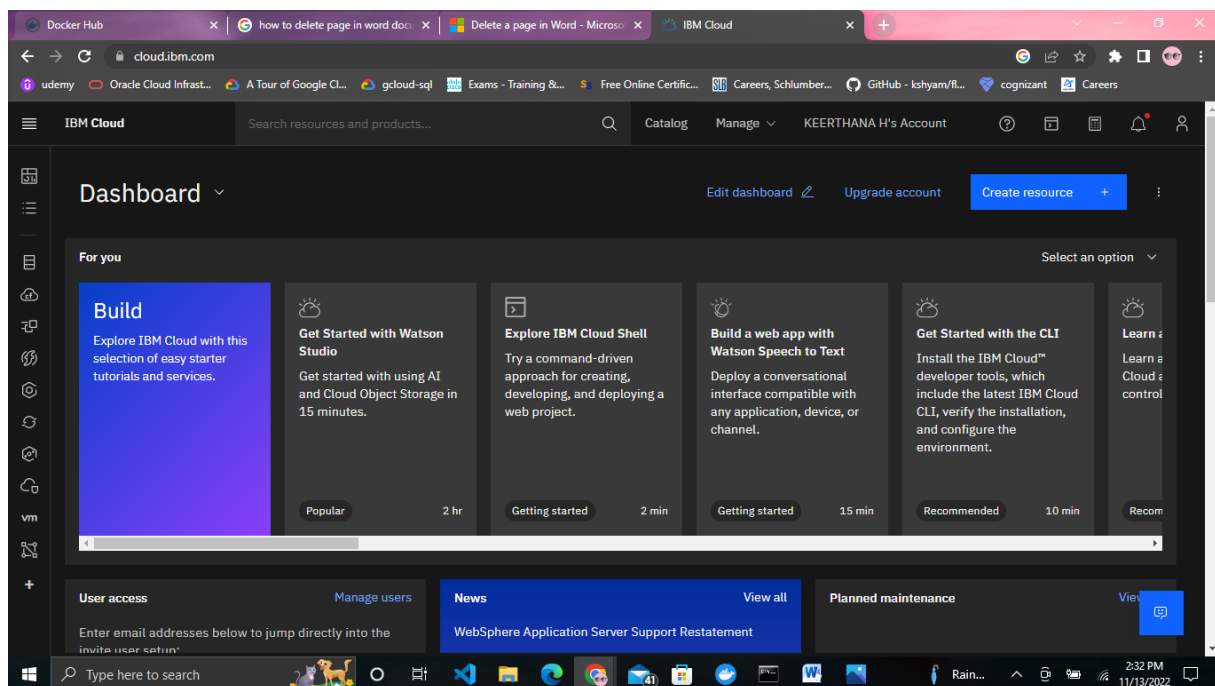 Docker Hub
how to delete page in word docu
Delete a page in Word - Microsof
IBM Cloud
cloud.ibm.com
udemy
Oracle Cloud Infrast...
A Tour of Google Cl...
gcloud-sql
Exams - Training &...
Free Online Certific...
Careers, Schlumber...
GitHub - kshyam/fl...
cognizant
Careers
IBM Cloud
Search resources and products...
Catalog
Manage
KEERTHANA H's Account
Dashboard
Edit dashboard
Upgrade account
Create resource +
For you
Select an option
Build
Explore IBM Cloud with this
selection of easy starter
tutorials and services.
Get Started with Watson
Studio
Get started with using AI
and Cloud Object Storage in
15 minutes.
Popular
2 hr
Explore IBM Cloud Shell
Try a command-driven
approach for creating,
developing, and deploying a
web project.
Getting started
2 min
Build a web app with
Watson Speech to Text
Deploy a conversational
interface compatible with
any application, device, or
channel.
Getting started
15 min
Get Started with the CLI
Install the IBM Cloud™
developer tools, which
include the latest IBM Cloud
CLI, verify the installation,
and configure the
environment.
Recommended
10 min
Learn a
Learn a
Cloud a
control
Recom
vm
User access
Manage users
Enter email addresses below to jump directly into the
invite user setup:
News
View all
WebSphere Application Server Support Restatement
Planned maintenance
View
Type here to search
41
Rain...
2:32 PM
11/13/2022